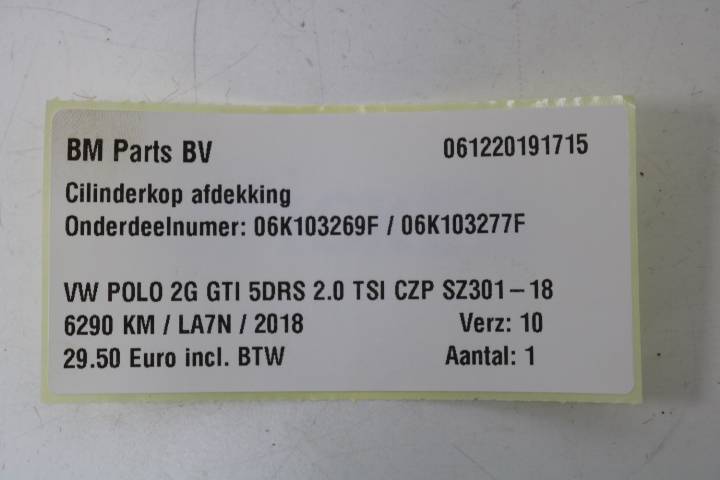 BM Parts BV 061220191715
Cilinderkop afdekking
Onderdeelnumer: 06K103269F / 06K103277F
VW POLO 2G GTI 5DRS 2.0 TSI CZP SZ301-18
6290 KM / LA7N / 2018 Verz: 10
29.50 Euro incl. BTW Aantal: 1